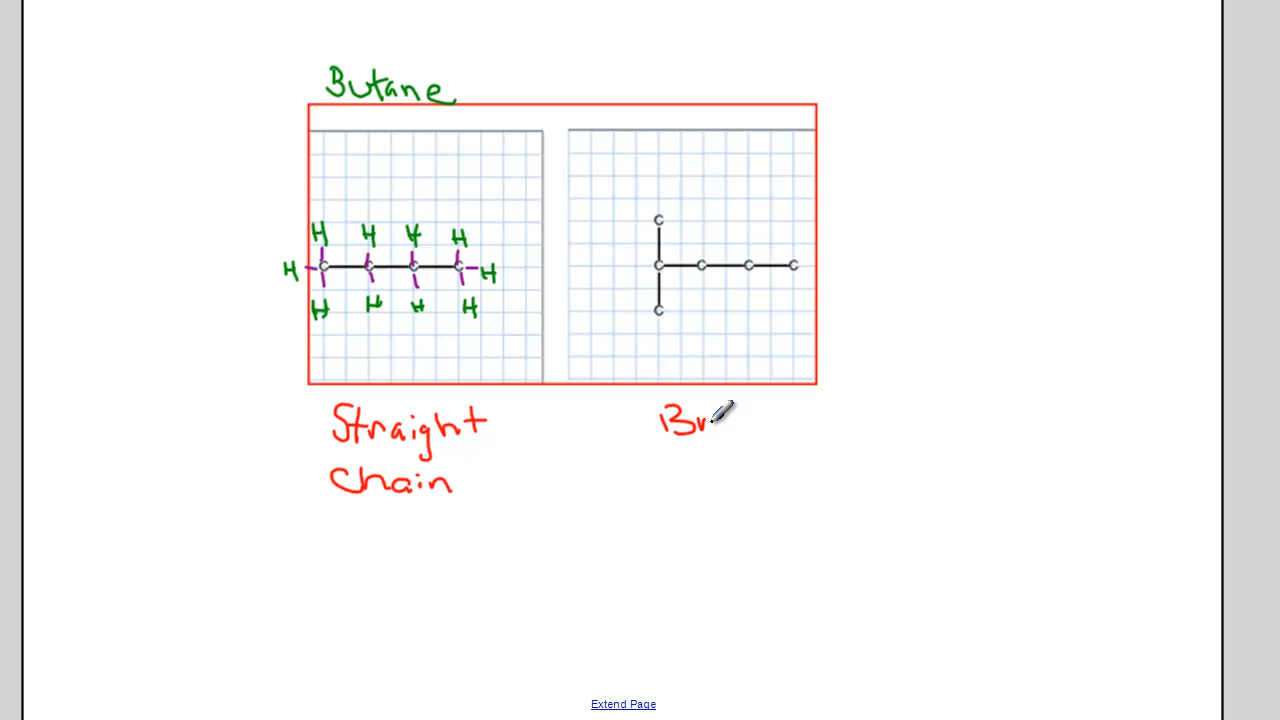 Butane
H H H H
H C C C C H
H H H H
C
C C C C
C
Straight
Chain
Br
Extend Page